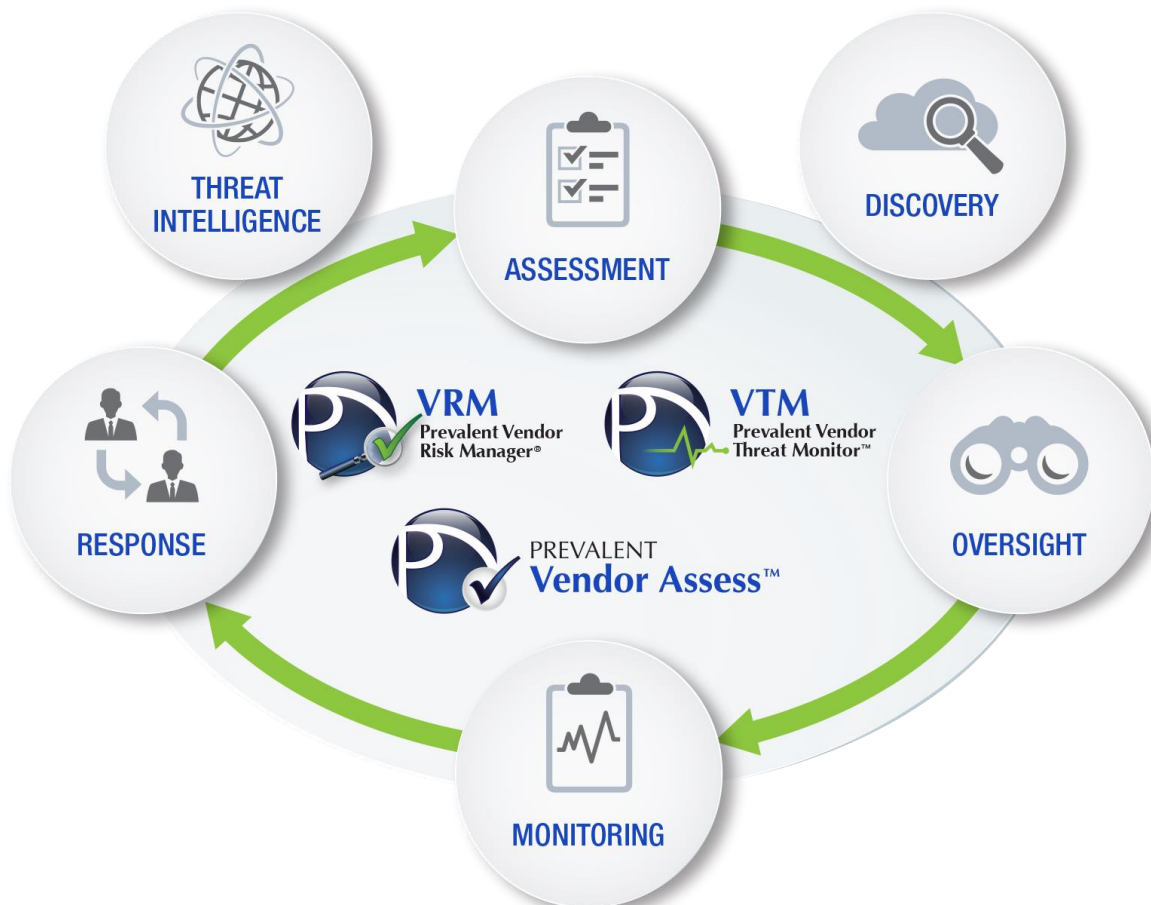 THREAT
INTELLIGENCE
ASSESSMENT
DISCOVERY
VRM
Prevalent Vendor
Risk Manager®
VTM
Prevalent Vendor
Threat Monitor™
RESPONSE
OVERSIGHT
PREVALENT
Vendor Assess™
MONITORING